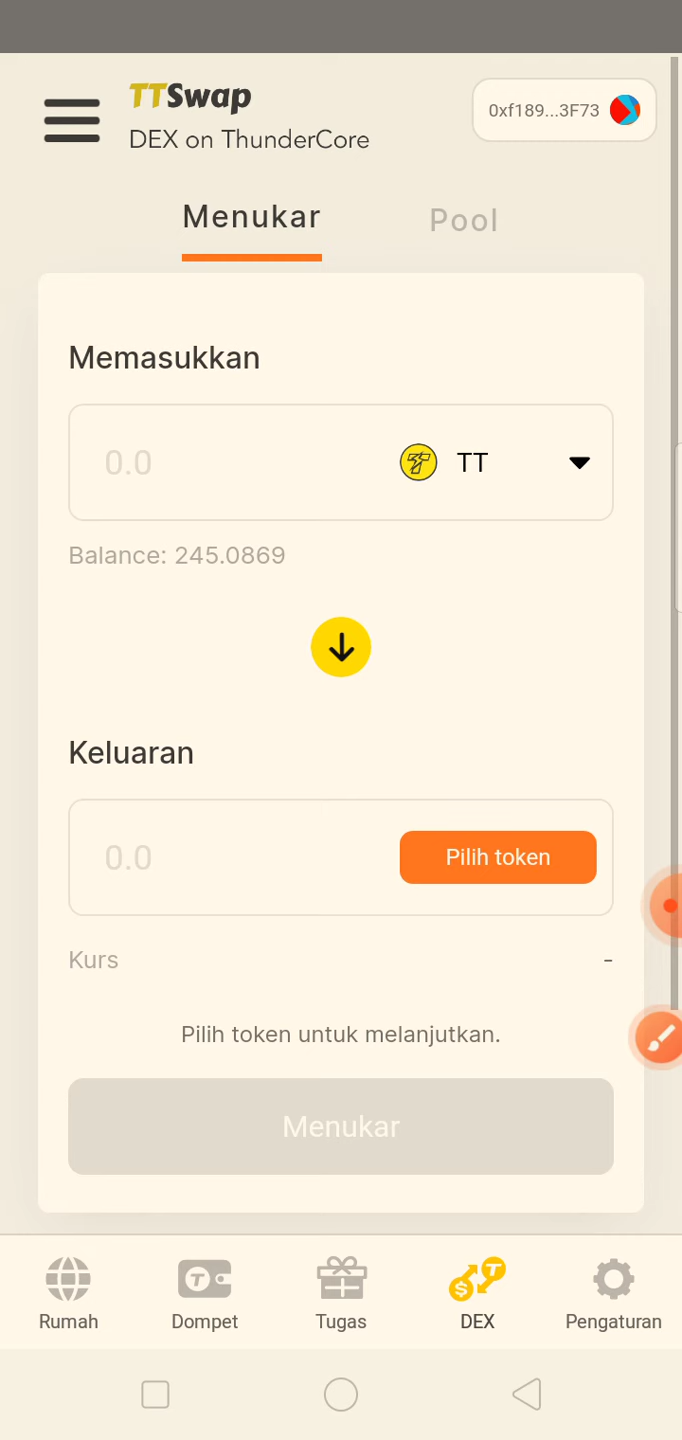 TTSwap
DEX on ThunderCore
0xf189...3F73
Menukar
Pool
Memasukkan
0.0
TT
Balance: 245.0869
Keluaran
0.0
Pilih token
Kurs
-
Pilih token untuk melanjutkan.
Menukar
Rumah
Dompet
Tugas
DEX
Pengaturan